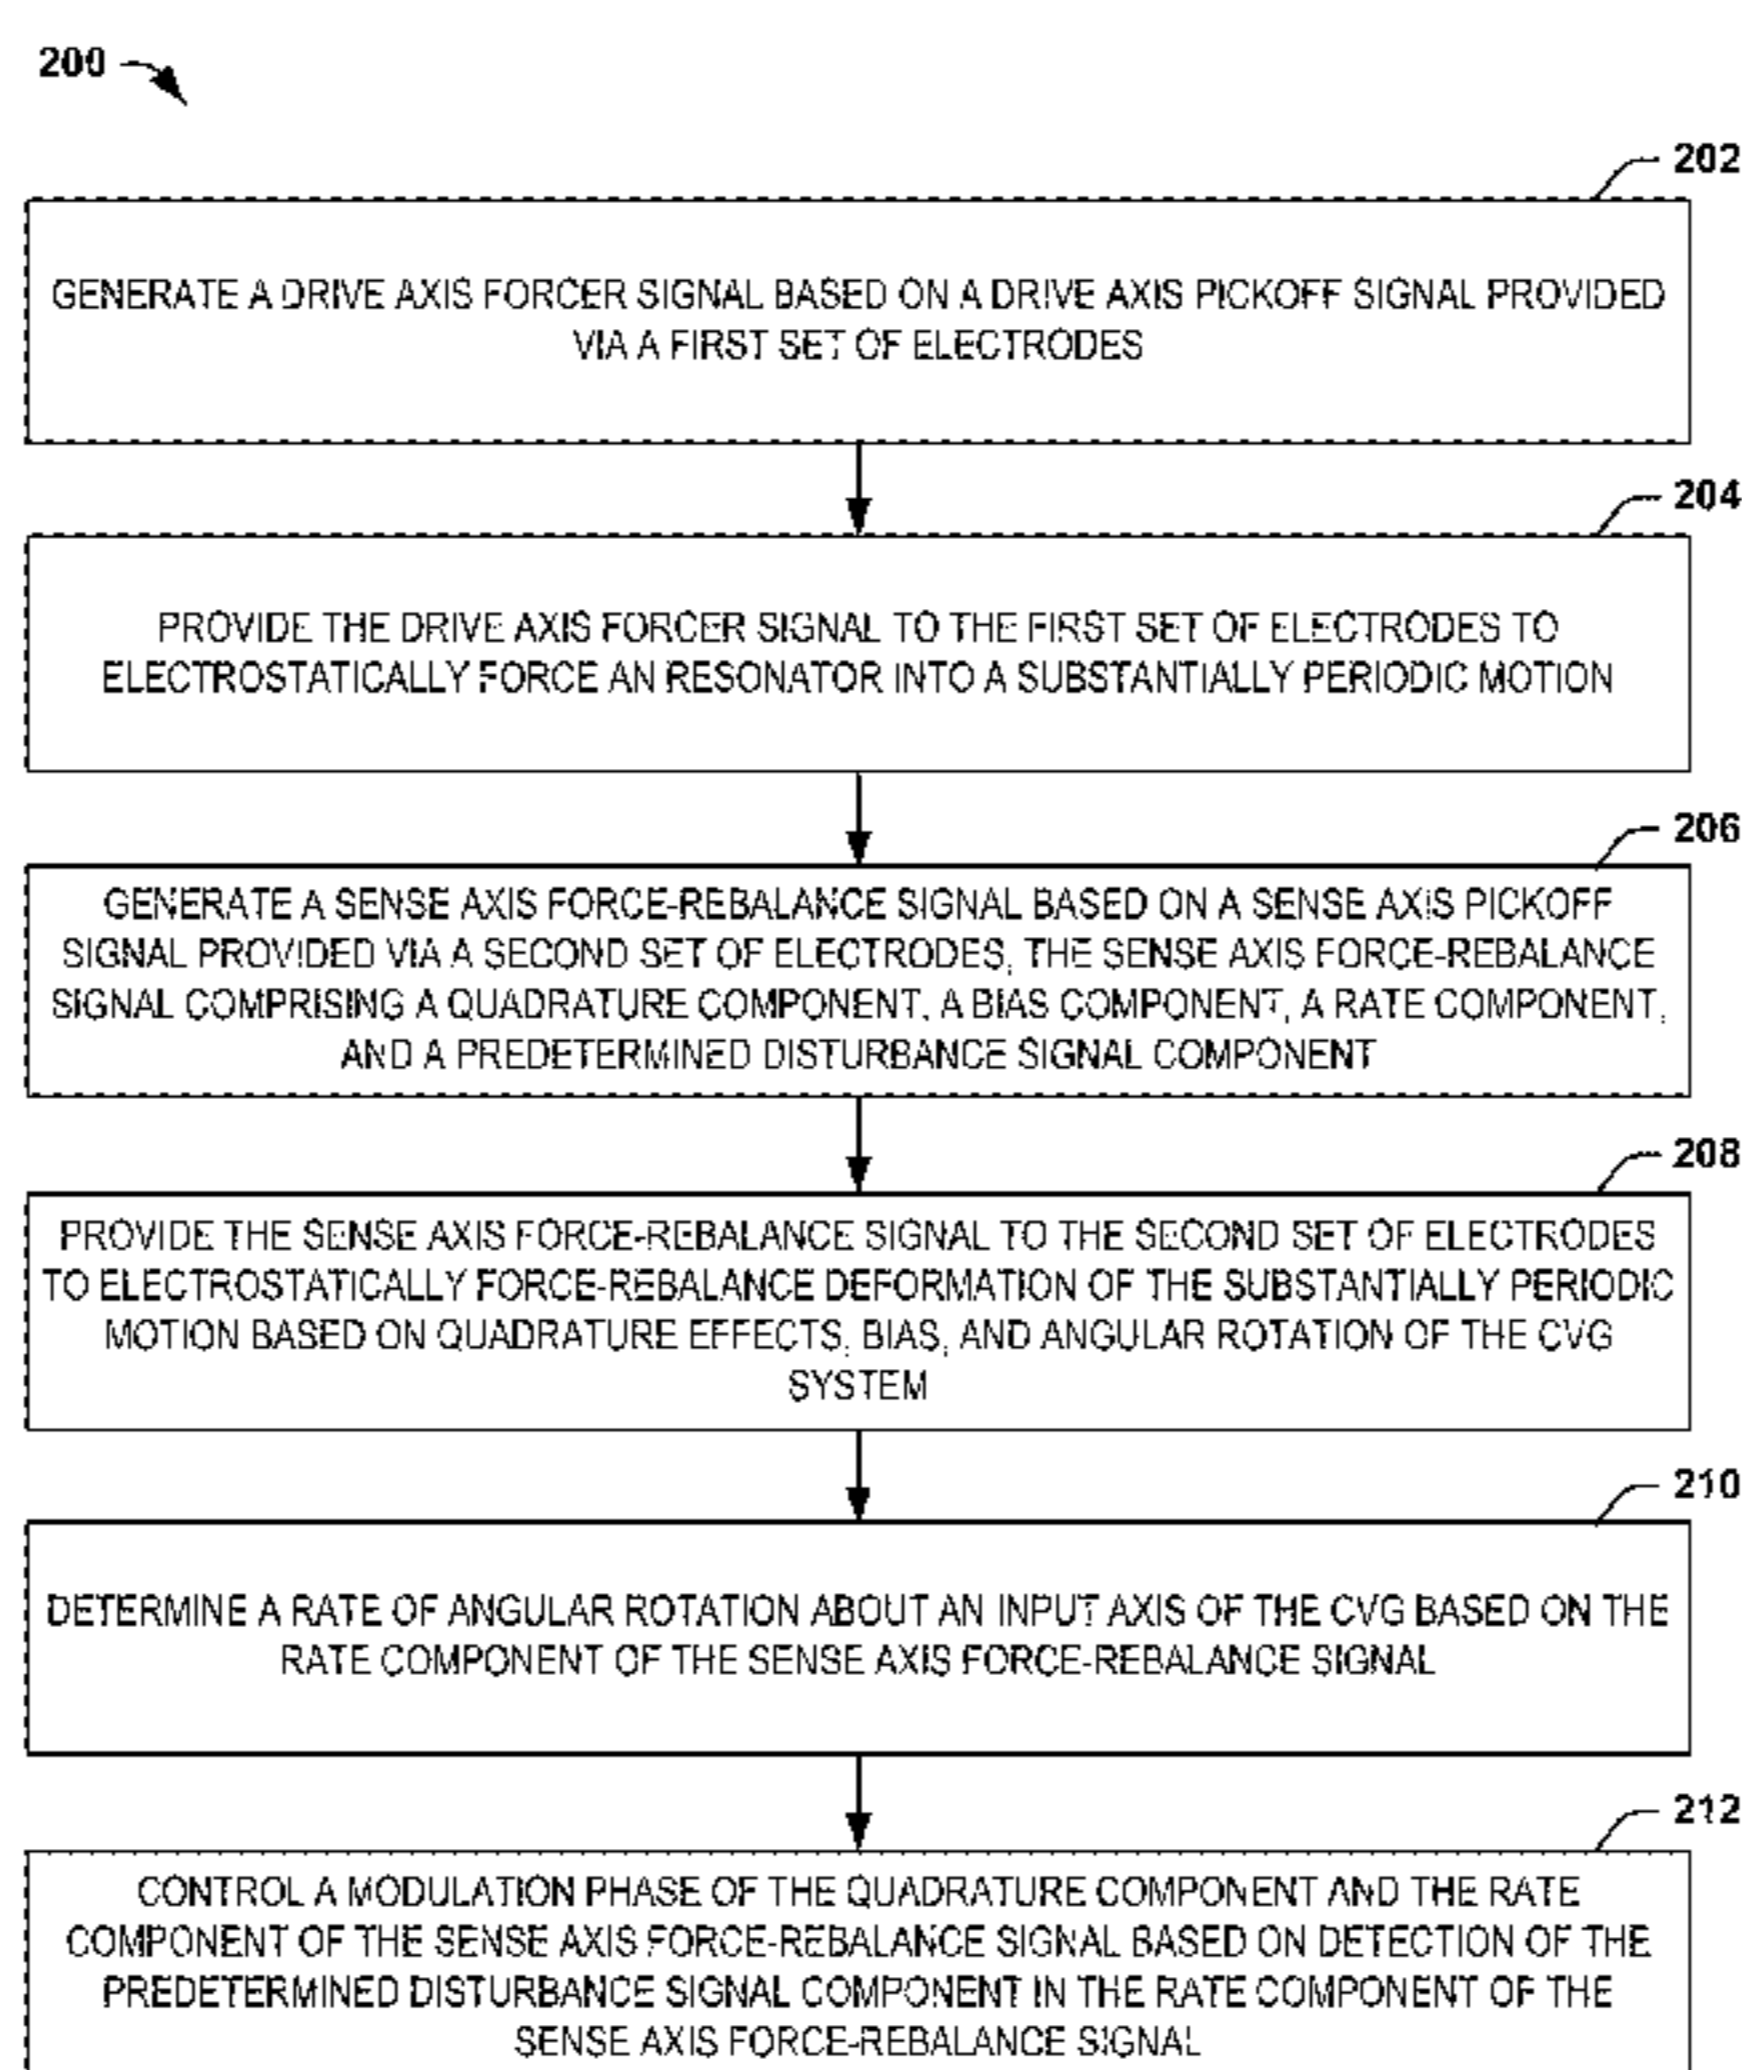 200
202
GENERATE A DRIVE AXIS FORCER SIGNAL BASED ON A DRIVE AXIS PICKOFF SIGNAL PROVIDED
VIA A FIRST SET OF ELECTRODES
204
PROVIDE THE DRIVE AXIS FORCER SIGNAL TO THE FIRST SET OF ELECTRODES TO
ELECTROSTATICALLY FORCE AN RESONATOR INTO A SUBSTANTIALLY PERIODIC MOTION
206
GENERATE A SENSE AXIS FORCE-REBALANCE SIGNAL BASED ON A SENSE AXIS PICKOFF
SIGNAL PROVIDED VIA A SECOND SET OF ELECTRODES, THE SENSE AXIS FORCE-REBALANCE
SIGNAL COMPRISING A QUADRATURE COMPONENT, A BIAS COMPONENT, A RATE COMPONENT,
AND A PREDETERMINED DISTURBANCE SIGNAL COMPONENT
208
PROVIDE THE SENSE AXIS FORCE-REBALANCE SIGNAL TO THE SECOND SET OF ELECTRODES
TO ELECTROSTATICALLY FORCE-REBALANCE DEFORMATION OF THE SUBSTANTIALLY PERIODIC
MOTION BASED ON QUADRATURE EFFECTS, BIAS, AND ANGULAR ROTATION OF THE CVG
SYSTEM
210
DETERMINE A RATE OF ANGULAR ROTATION ABOUT AN INPUT AXIS OF THE CVG BASED ON THE
RATE COMPONENT OF THE SENSE AXIS FORCE-REBALANCE SIGNAL
212
CONTROL A MODULATION PHASE OF THE QUADRATURE COMPONENT AND THE RATE
COMPONENT OF THE SENSE AXIS FORCE-REBALANCE SIGNAL BASED ON DETECTION OF THE
PREDETERMINED DISTURBANCE SIGNAL COMPONENT IN THE RATE COMPONENT OF THE
SENSE AXIS FORCE-REBALANCE SIGNAL